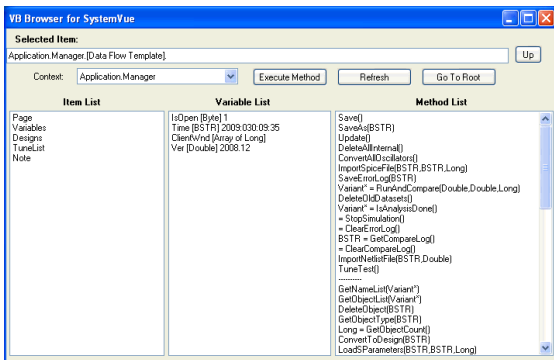 VB Browser for SystemVue
Selected Item:
Application.Manager.[Data Flow Template].
Up
Context:
Application.Manager
Execute Method
Refresh
Go To Root
Item List
Page
Variables
Designs
TuneList
Note
Variable List
IsOpen [Byte] 1
Time [BSTR] 2009:030:09:35
ClientWnd [Array of Long]
Ver [Double] 2008.12
Method List
Save()
SaveAs(BSTR)
Update()
DeleteAllInternal()
ConvertAllOscillators()
ImportSpiceFile(BSTR,BSTR,Long)
SaveErrorLog(BSTR)
Variant* = RunAndCompare(Double,Double,Long)
DeleteOldDatasets()
Variant* = IsAnalysisDone()
= StopSimulation()
= ClearErrorLog()
BSTR = GetCompareLog()
= ClearCompareLog()
ImportNetlistFile(BSTR,Double)
TuneTest()
----------
GetNameList(Variant*)
GetObjectList(Variant*)
DeleteObject(BSTR)
GetObjectType(BSTR)
Long = GetObjectCount()
ConvertToDesign(BSTR)
LoadSParameters(BSTR,BSTR,Long)